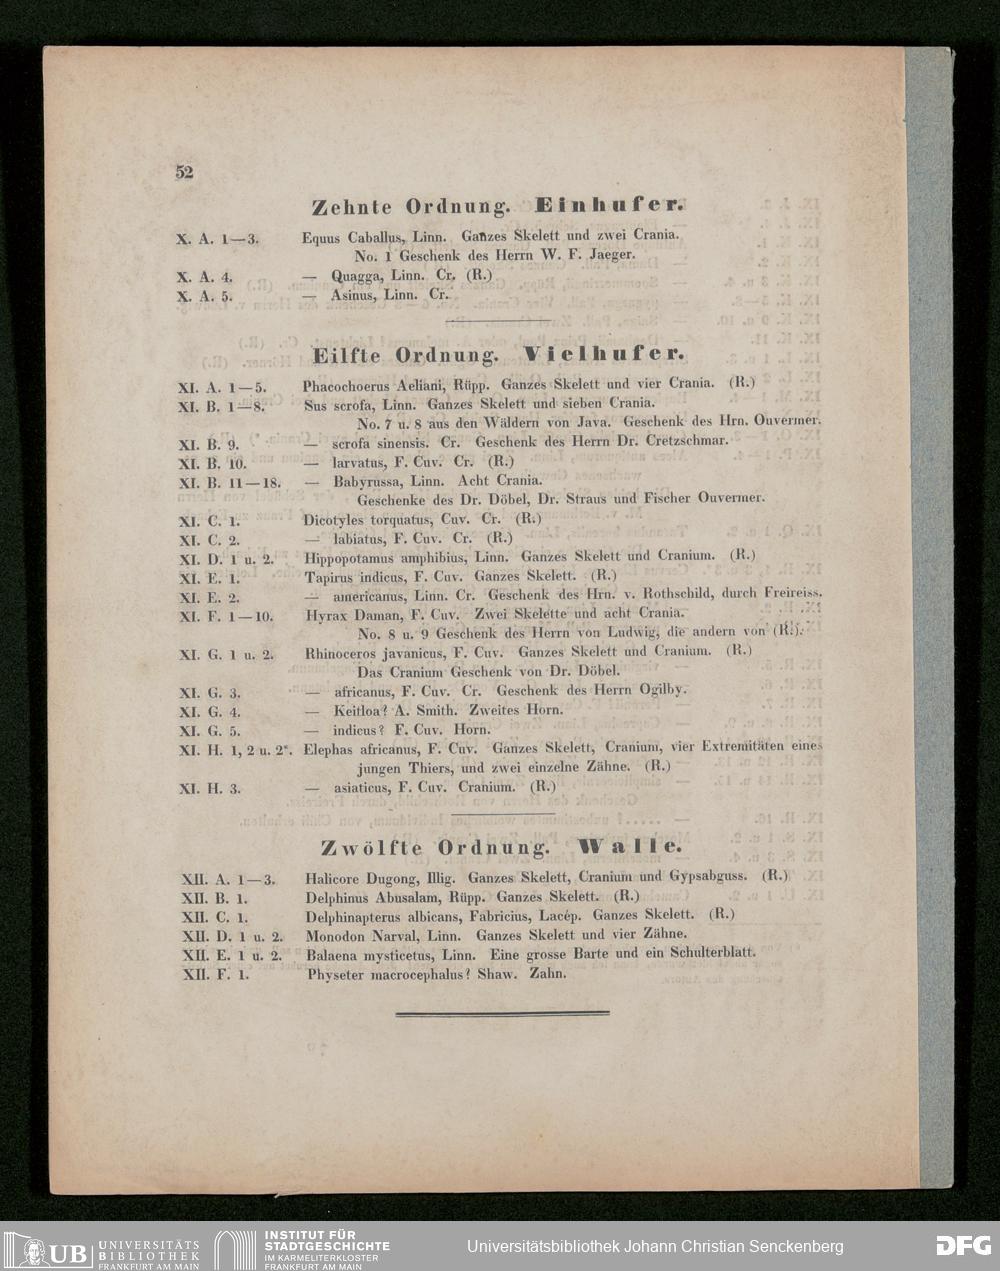 52
Zehnte Ordnung. Einhufer.
X. A. 1—3. Equus Caballus, Linn. Ganzes Skelett und zwei Crania.
No. 1 Geschenk des Herrn W. F. Jaeger.
X. A. 4. — Quagga, Linn. Cr. (R.)
X. A. 5. — Asinus, Linn. Cr.
Eilfte Ordnung. Vielhufer.
XI. A. 1—5. Phacochoerus Aeliani, Rüpp. Ganzes Skelett und vier Crania. (R.)
XI. B. 1—8. Sus scrofa, Linn. Ganzes Skelett und sieben Crania.
No. 7 u. 8 aus den Wäldern von Java. Geschenk des Hrn. Ouvermer.
XI. B. 9. — scrofa sinensis. Cr. Geschenk des Herrn Dr. Cretzschmar.
XI. B. 10. — larvatus, F. Cuv. Cr. (R.)
XI. B. 11—18. — Babyrussa, Linn. Acht Crania.
Geschenke des Dr. Döbel, Dr. Straus und Fischer Ouvermer.
XI. C. 1. Dicotyles torquatus, Cuv. Cr. (R.)
XI. C. 2. — labiatus, F. Cuv. Cr. (R.)
XI. D. 1 u. 2. Hippopotamus amphibius, Linn. Ganzes Skelett und Cranium. (R.)
XI. E. 1. Tapirus indicus, F. Cuv. Ganzes Skelett. (R.)
XI. E. 2. — americanus, Linn. Cr. Geschenk des Hrn. v. Rothschild, durch Freireiss.
XI. F. 1—10. Hyrax Daman, F. Cuv. Zwei Skelette und acht Crania.
No. 8 u. 9 Geschenk des Herrn von Ludwig, die andern von (R.).
XI. G. 1 u. 2. Rhinoceros javanicus, F. Cuv. Ganzes Skelett und Cranium. (R.)
Das Cranium Geschenk von Dr. Döbel.
XI. G. 3. — africanus, F. Cuv. Cr. Geschenk des Herrn Ogilby.
XI. G. 4. — Keitloa? A. Smith. Zweites Horn.
XI. G. 5. — indicus? F. Cuv. Horn.
XI. H. 1, 2 u. 2*. Elephas africanus, F. Cuv. Ganzes Skelett, Cranium, vier Extremitäten eines
jungen Thiers, und zwei einzelne Zähne. (R.)
XI. H. 3. — asiaticus, F. Cuv. Cranium. (R.)
Zwölfte Ordnung. Walle.
XII. A. 1—3. Halicore Dugong, Illig. Ganzes Skelett, Cranium und Gypsabguss. (R.)
XII. B. 1. Delphinus Abusalam, Rüpp. Ganzes Skelett. (R.)
XII. C. 1. Delphinapterus albicans, Fabricius, Lacép. Ganzes Skelett. (R.)
XII. D. 1 u. 2. Monodon Narval, Linn. Ganzes Skelett und vier Zähne.
XII. E. 1 u. 2. Balaena mysticetus, Linn. Eine grosse Barte und ein Schulterblatt.
XII. F. 1. Physeter macrocephalus? Shaw. Zahn.
UB UNIVERSITÄTS BIBLIOTHEK FRANKFURT AM MAIN
INSTITUT FÜR STADTGESCHICHTE IM KARMELITERKLOSTER FRANKFURT AM MAIN
Universitätsbibliothek Johann Christian Senckenberg
DFG